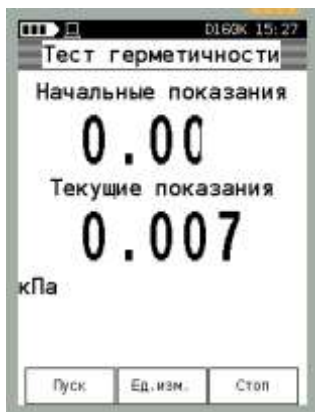 D160K 15:27
Тест герметичности
Начальные показания
0.00
Текущие показания
0.007
кПа
Пуск Ед.изм. Стоп